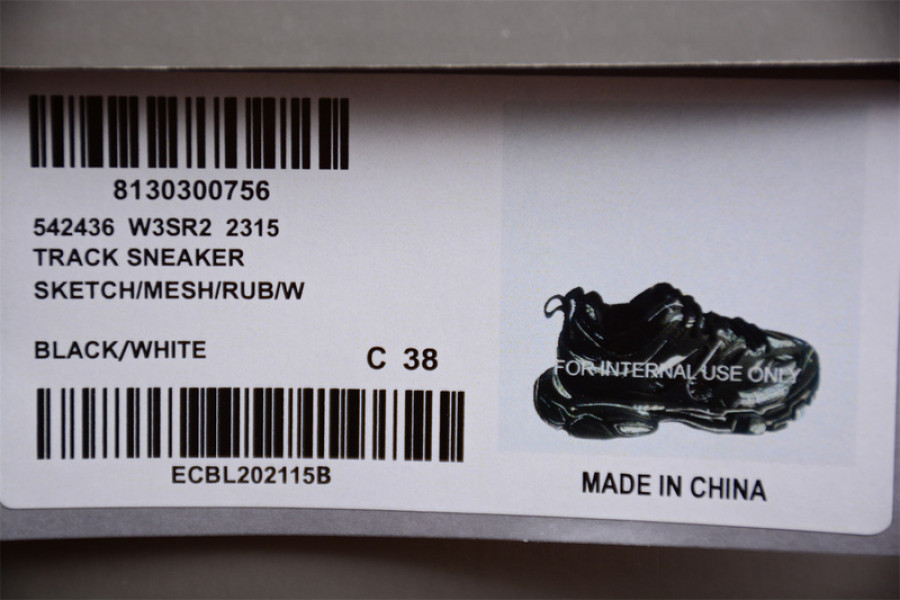 8130300756
542436 W3SR2 2315
TRACK SNEAKER
SKETCH/MESH/RUB/W
BLACK/WHITE
C 38
ECBL202115B
FOR INTERNAL USE ONLY
MADE IN CHINA